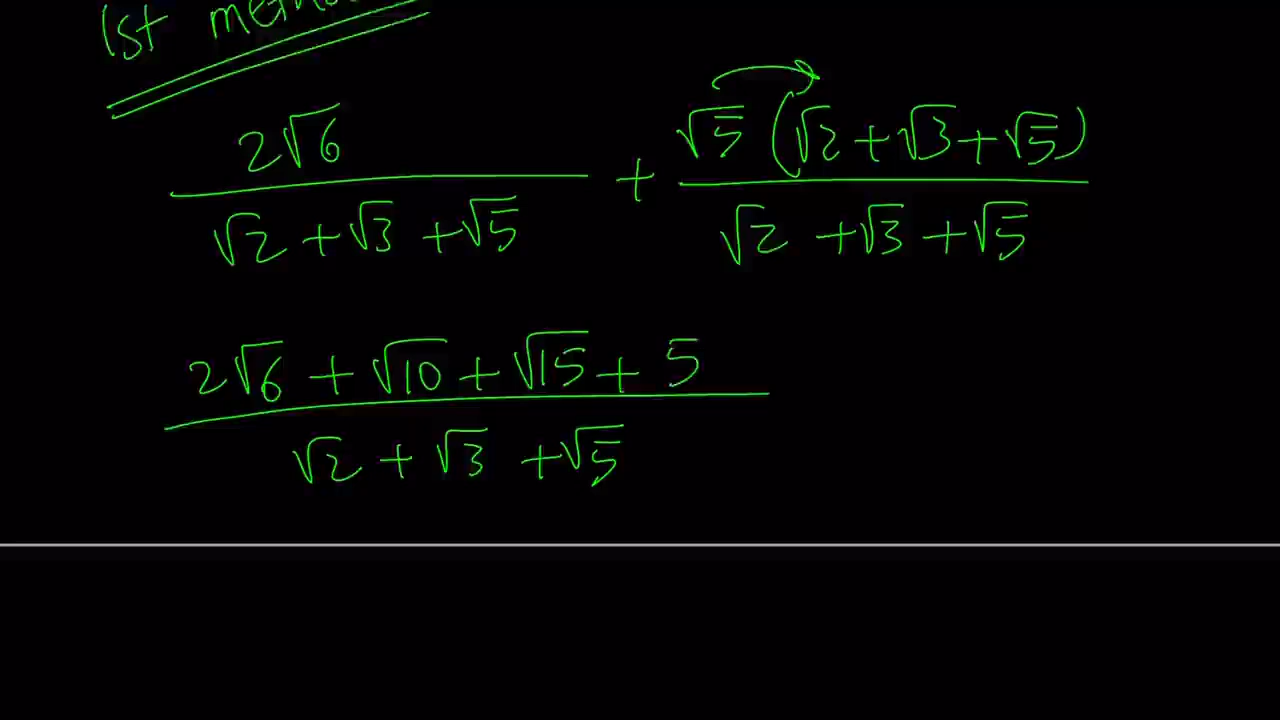 1st method
2√6 / (√2 + √3 + √5) + √5 (√2 + √3 + √5) / (√2 + √3 + √5)
(2√6 + √10 + √15 + 5) / (√2 + √3 + √5)